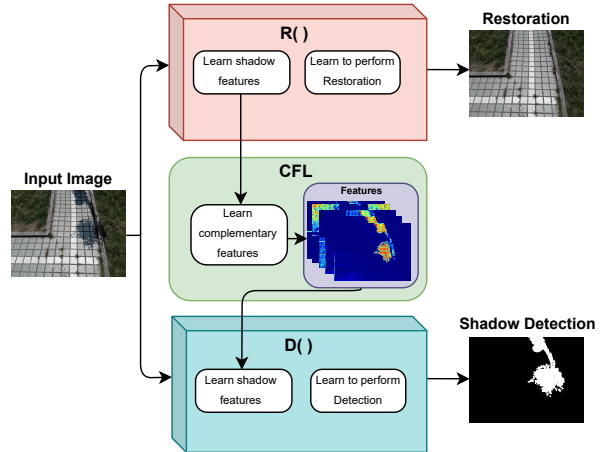 Restoration
R( )
Learn shadow
features
Learn to perform
Restoration
Input Image
CFL
Features
Learn
complementary
features
Shadow Detection
D( )
Learn shadow
features
Learn to perform
Detection